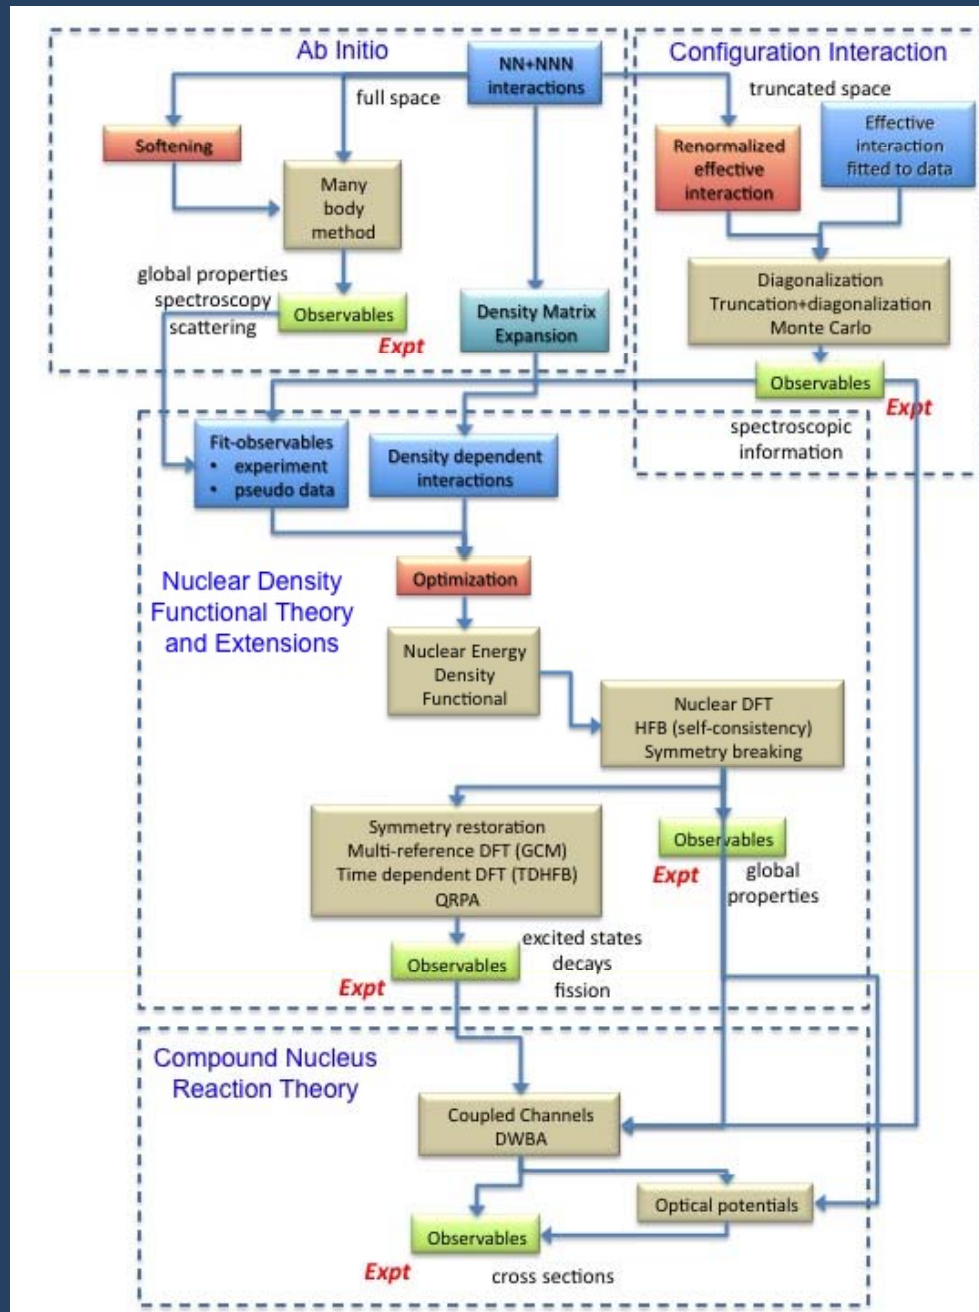 Ab Initio
NN+NNN
interactions
full space
Softening
Many
body
method
global properties
spectroscopy
scattering
Observables
Expt
Density Matrix
Expansion
Configuration Interaction
truncated space
Renormalized
effective
interaction
Effective
interaction
fitted to data
Diagonalization
Truncation+diagonalization
Monte Carlo
Observables
Expt
spectroscopic
information
Fit-observables
• experiment
• pseudo data
Density dependent
interactions
Nuclear Density
Functional Theory
and Extensions
Optimization
Nuclear Energy
Density
Functional
Nuclear DFT
HFB (self-consistency)
Symmetry breaking
Symmetry restoration
Multi-reference DFT (GCM)
Time dependent DFT (TDHFB)
QRPA
Observables
Expt
global
properties
Observables
Expt
excited states
decays
fission
Compound Nucleus
Reaction Theory
Coupled Channels
DWBA
Optical potentials
Observables
Expt
cross sections